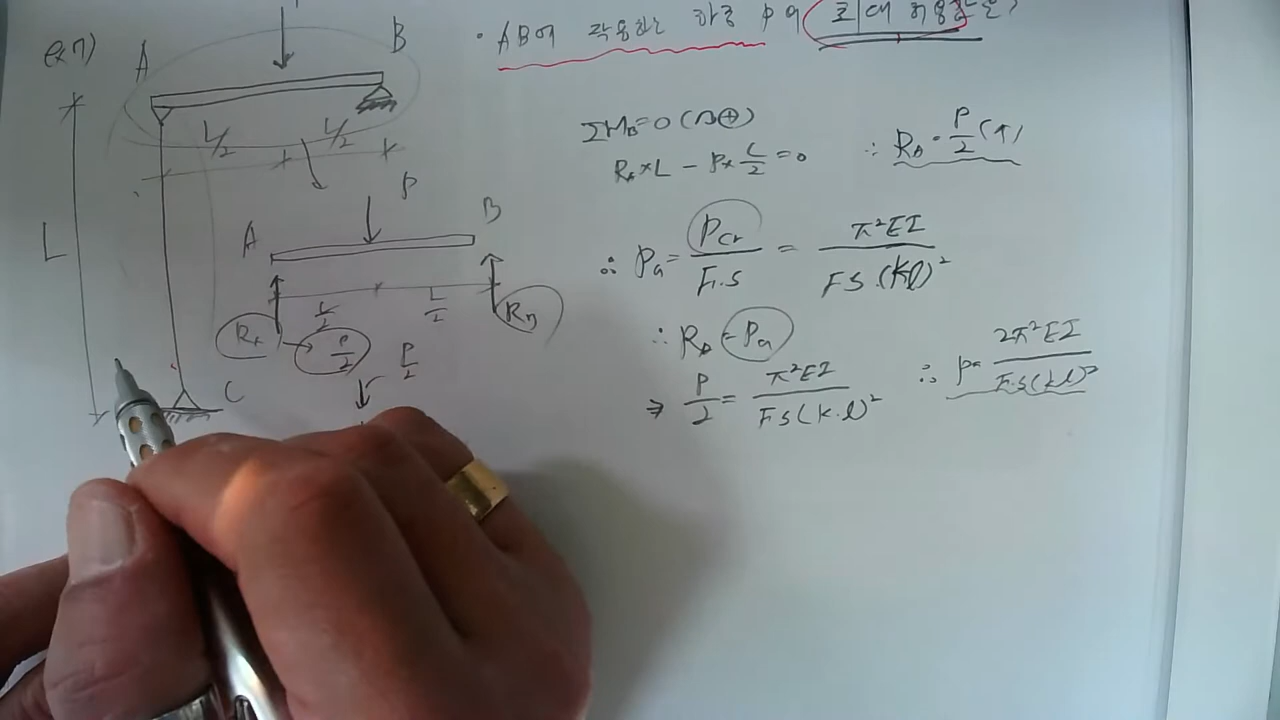 ex 7)
A
B
• AB에 작용하는 하중 P의 최대 허용값은?
L/2
L/2
L
C
P
A
B
L/2
L/2
R_A → P/2
R_B
P/2
ΣM_B=0 (⊕)
R_A×L - P×L/2=0
∴ R_A = P/2 (↑)
∴ P_a = P_cr/F.S = π²EI/FS.(kl)²
∴ R_A = P_a
⇒ P/2 = π²EI/F.S(k.l)²
∴ P= 2π²EI/F.S(kl)²